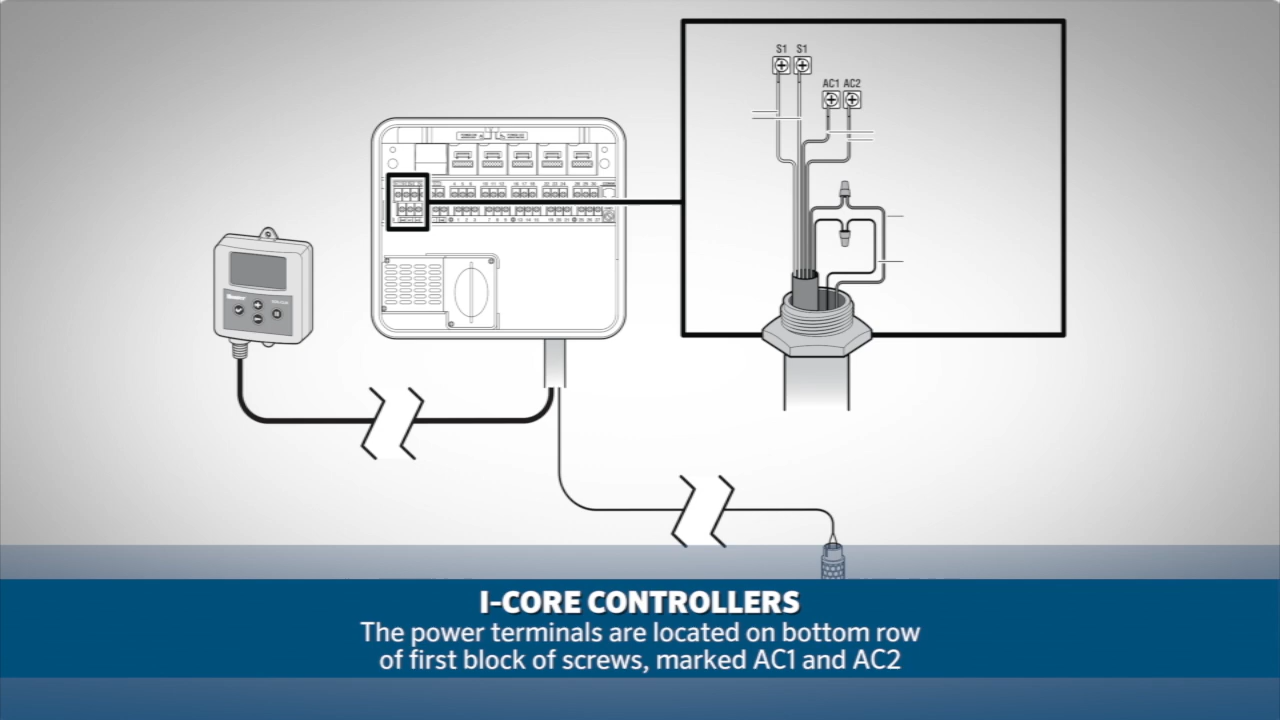 S1 S1
AC1 AC2
Hunter
I-CORE CONTROLLERS
The power terminals are located on bottom row
of first block of screws, marked AC1 and AC2